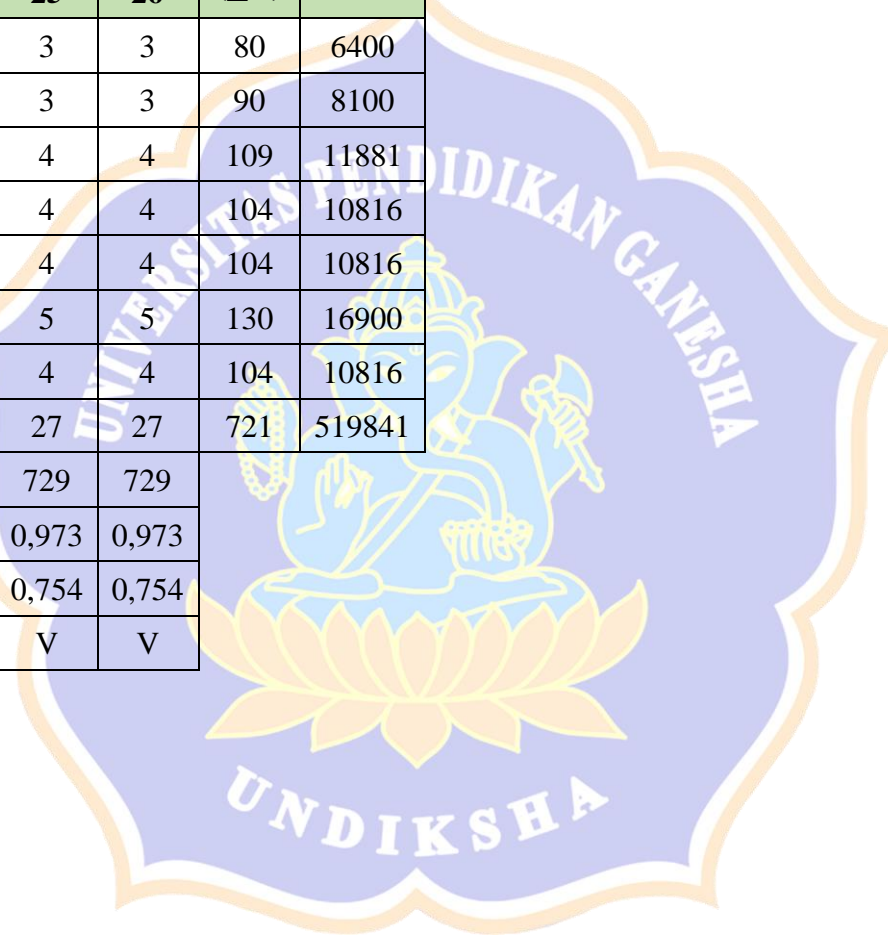 25 26
3 3 80 6400
3 3 90 8100
4 4 109 11881
4 4 104 10816
4 4 104 10816
5 5 130 16900
4 4 104 10816
27 27 721 519841
729 729
0,973 0,973
0,754 0,754
V V
UNIVERSITAS PENDIDIKAN GANESHA
UNDIKSHA